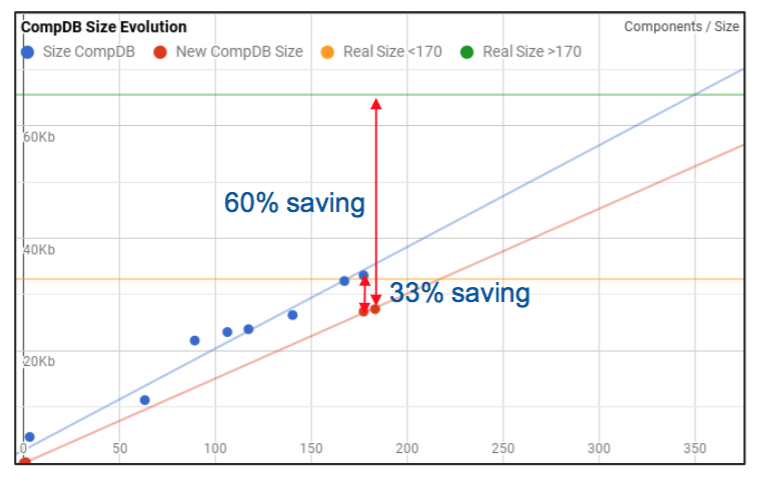 CompDB Size Evolution
Components / Size
Size CompDB New CompDB Size Real Size <170 Real Size >170
60Kb
60% saving
40Kb
33% saving
20Kb
0 50 100 150 200 250 300 350